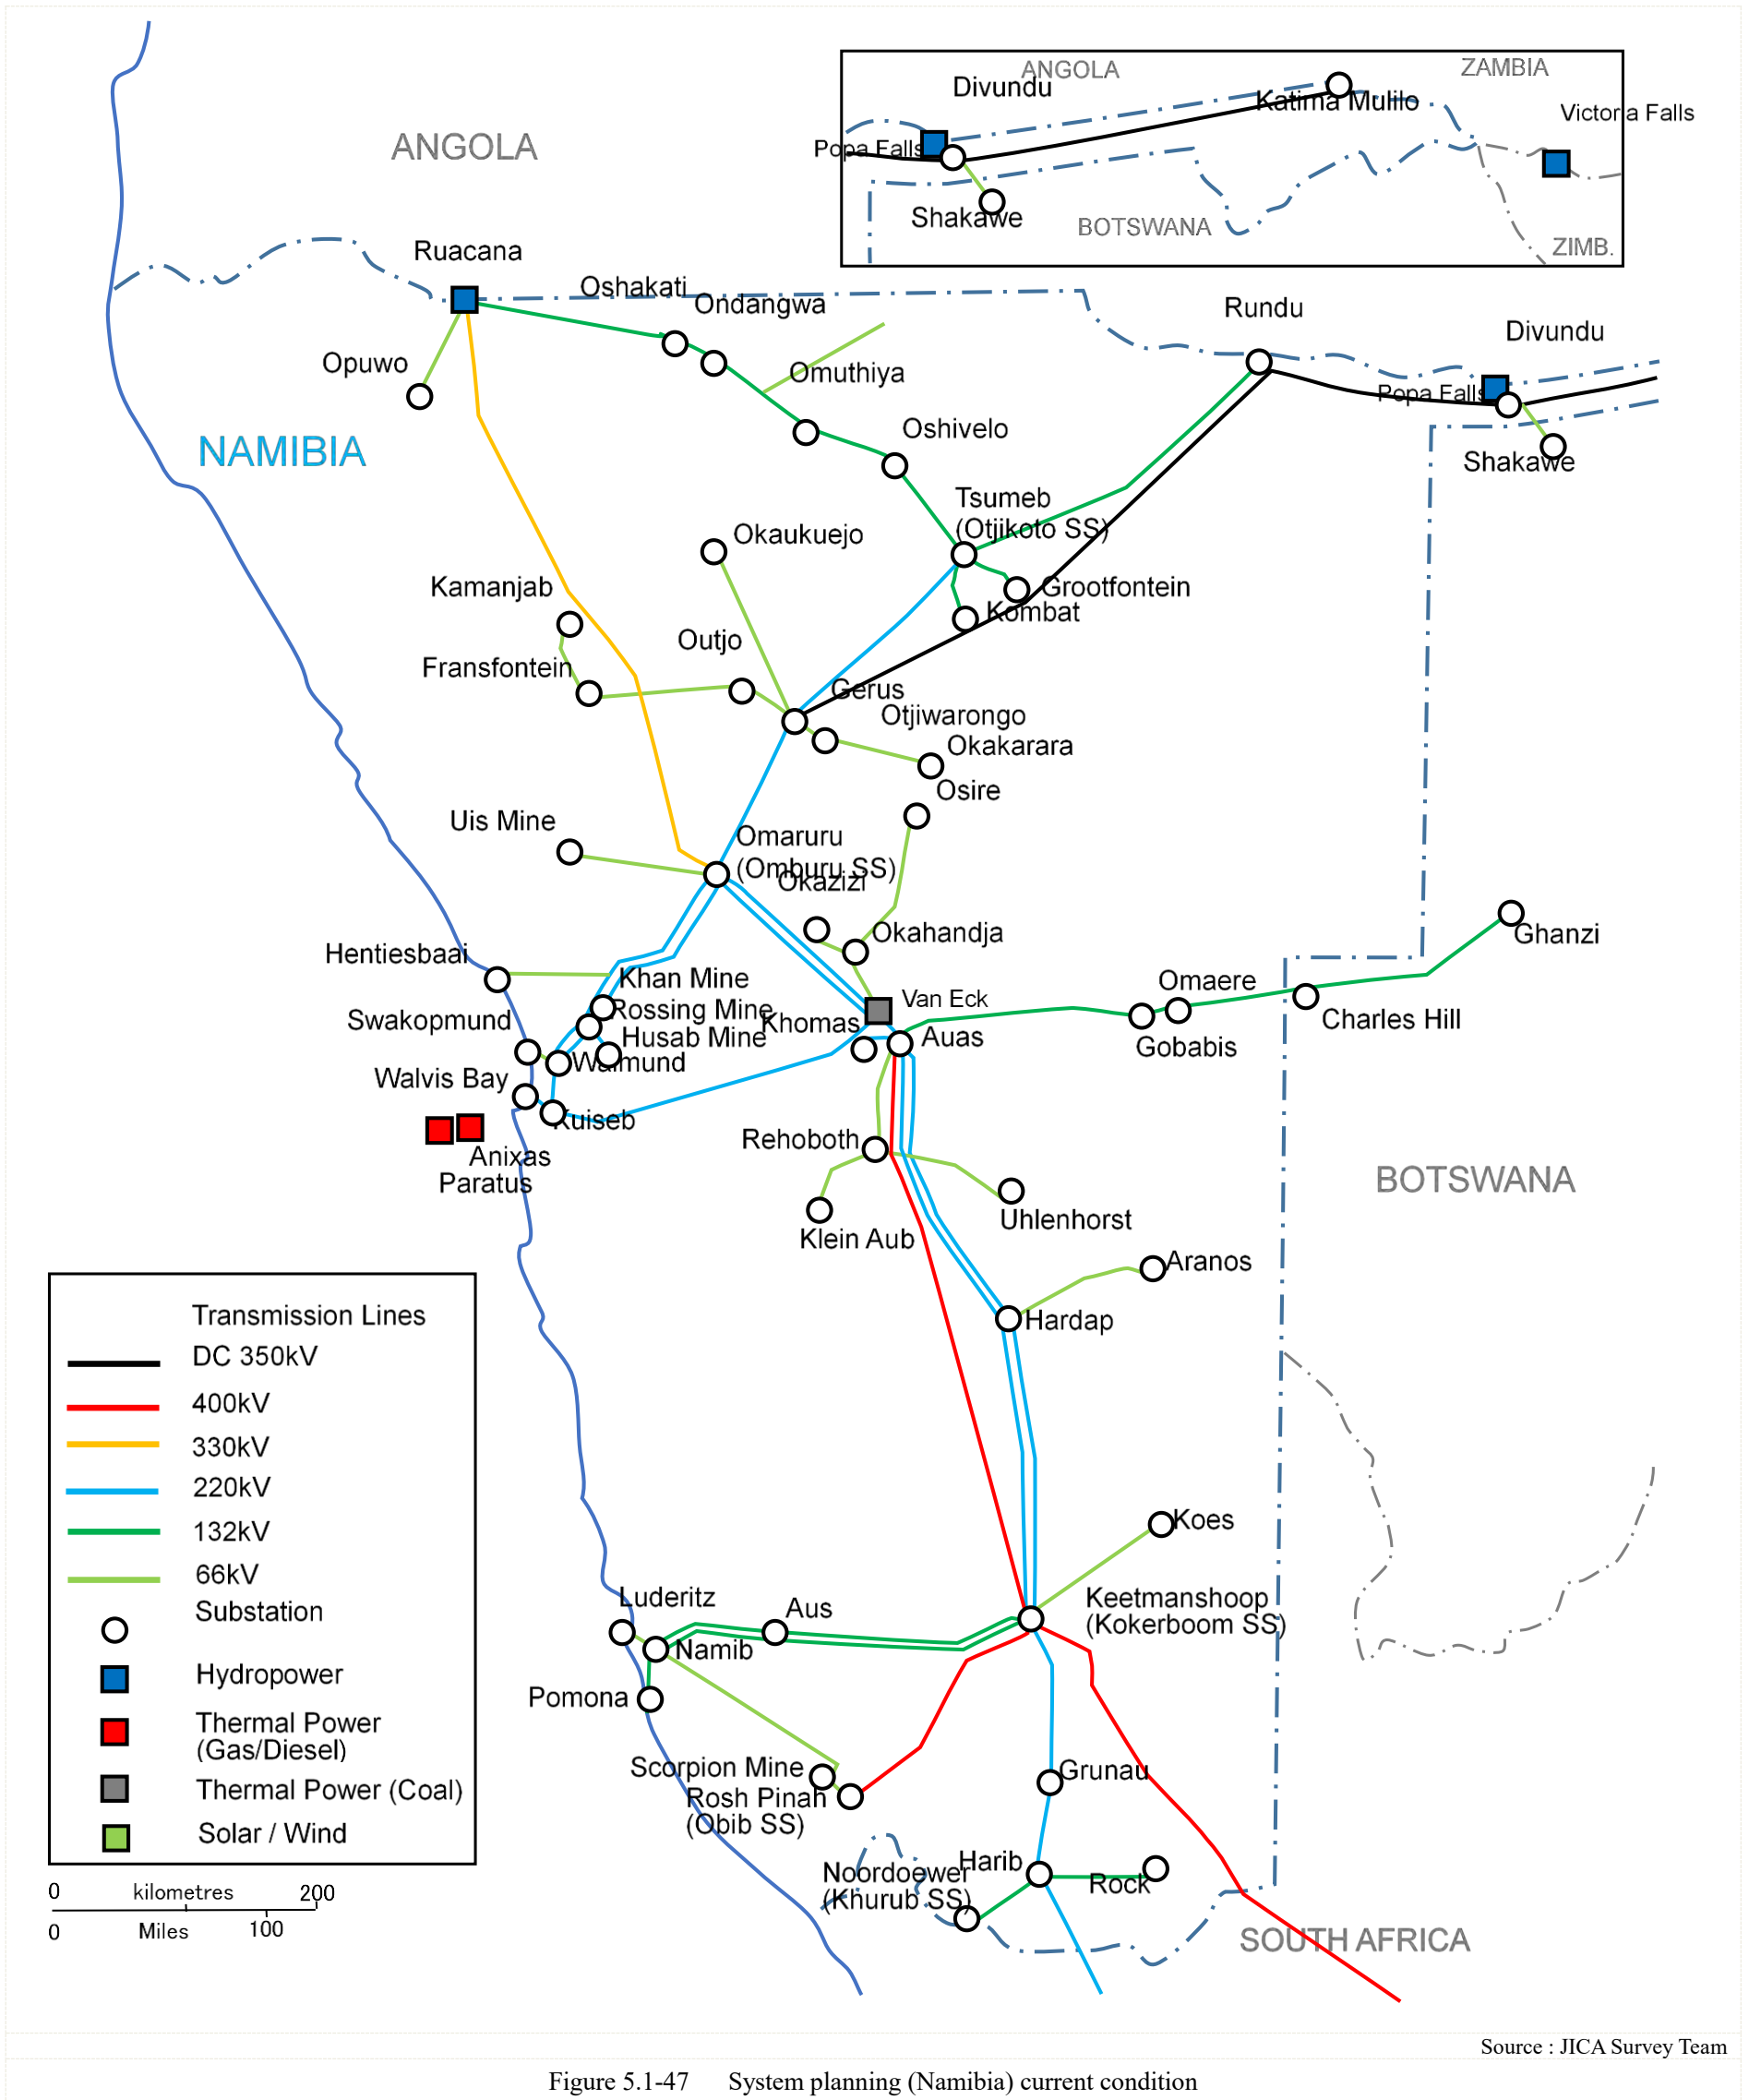 ANGOLA
ZAMBIA
Divundu
Katima Mulilo
Victoria Falls
Popa Falls
Shakawe
BOTSWANA
ZIMB.
ANGOLA
Ruacana
Oshakati
Ondangwa
Rundu
Divundu
Opuwo
Omuthiya
Popa Falls
NAMIBIA
Oshivelo
Shakawe
Tsumeb
(Otjikoto SS)
Okaukuejo
Kamanjab
Grootfontein
Kombat
Outjo
Fransfontein
Gerus
Otjiwarongo
Okakarara
Osire
Uis Mine
Omaruru
(Omburu SS)
Okazizi
Okahandja
Ghanzi
Hentiesbaai
Khan Mine
Omaere
Van Eck
Rossing Mine
Swakopmund
Khomas
Charles Hill
Husab Mine
Auas
Gobabis
Walmund
Walvis Bay
Kuiseb
Rehoboth
Anixas
Paratus
BOTSWANA
Uhlenhorst
Klein Aub
Aranos
Hardap
Transmission Lines
DC 350kV
400kV
330kV
220kV
132kV
66kV
Substation
Hydropower
Thermal Power
(Gas/Diesel)
Thermal Power (Coal)
Solar / Wind
0 kilometres 200
0 Miles 100
Koes
Luderitz
Aus
Keetmanshoop
(Kokerboom SS)
Namib
Pomona
Scorpion Mine
Grunau
Rosh Pinah
(Obib SS)
Harib
Noordoewer
(Khurub SS)
Rock
SOUTH AFRICA
Source : JICA Survey Team
Figure 5.1-47 System planning (Namibia) current condition